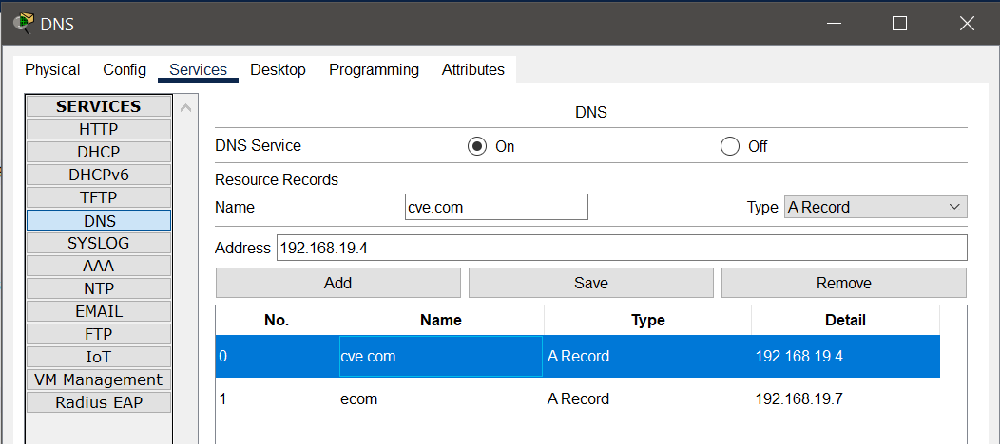 DNS
Physical Config Services Desktop Programming Attributes
SERVICES
HTTP
DHCP
DHCPv6
TFTP
DNS
SYSLOG
AAA
NTP
EMAIL
FTP
IoT
VM Management
Radius EAP
DNS
DNS Service On Off
Resource Records
Name cve.com Type A Record
Address 192.168.19.4
Add Save Remove
No. Name Type Detail
0 cve.com A Record 192.168.19.4
1 ecom A Record 192.168.19.7